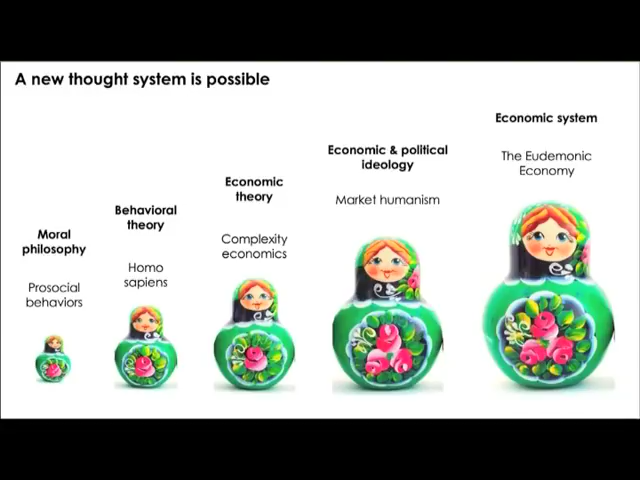 A new thought system is possible
Moral
philosophy
Prosocial
behaviors
Behavioral
theory
Homo
sapiens
Economic
theory
Complexity
economics
Economic & political
ideology
Market humanism
Economic system
The Eudemonic
Economy